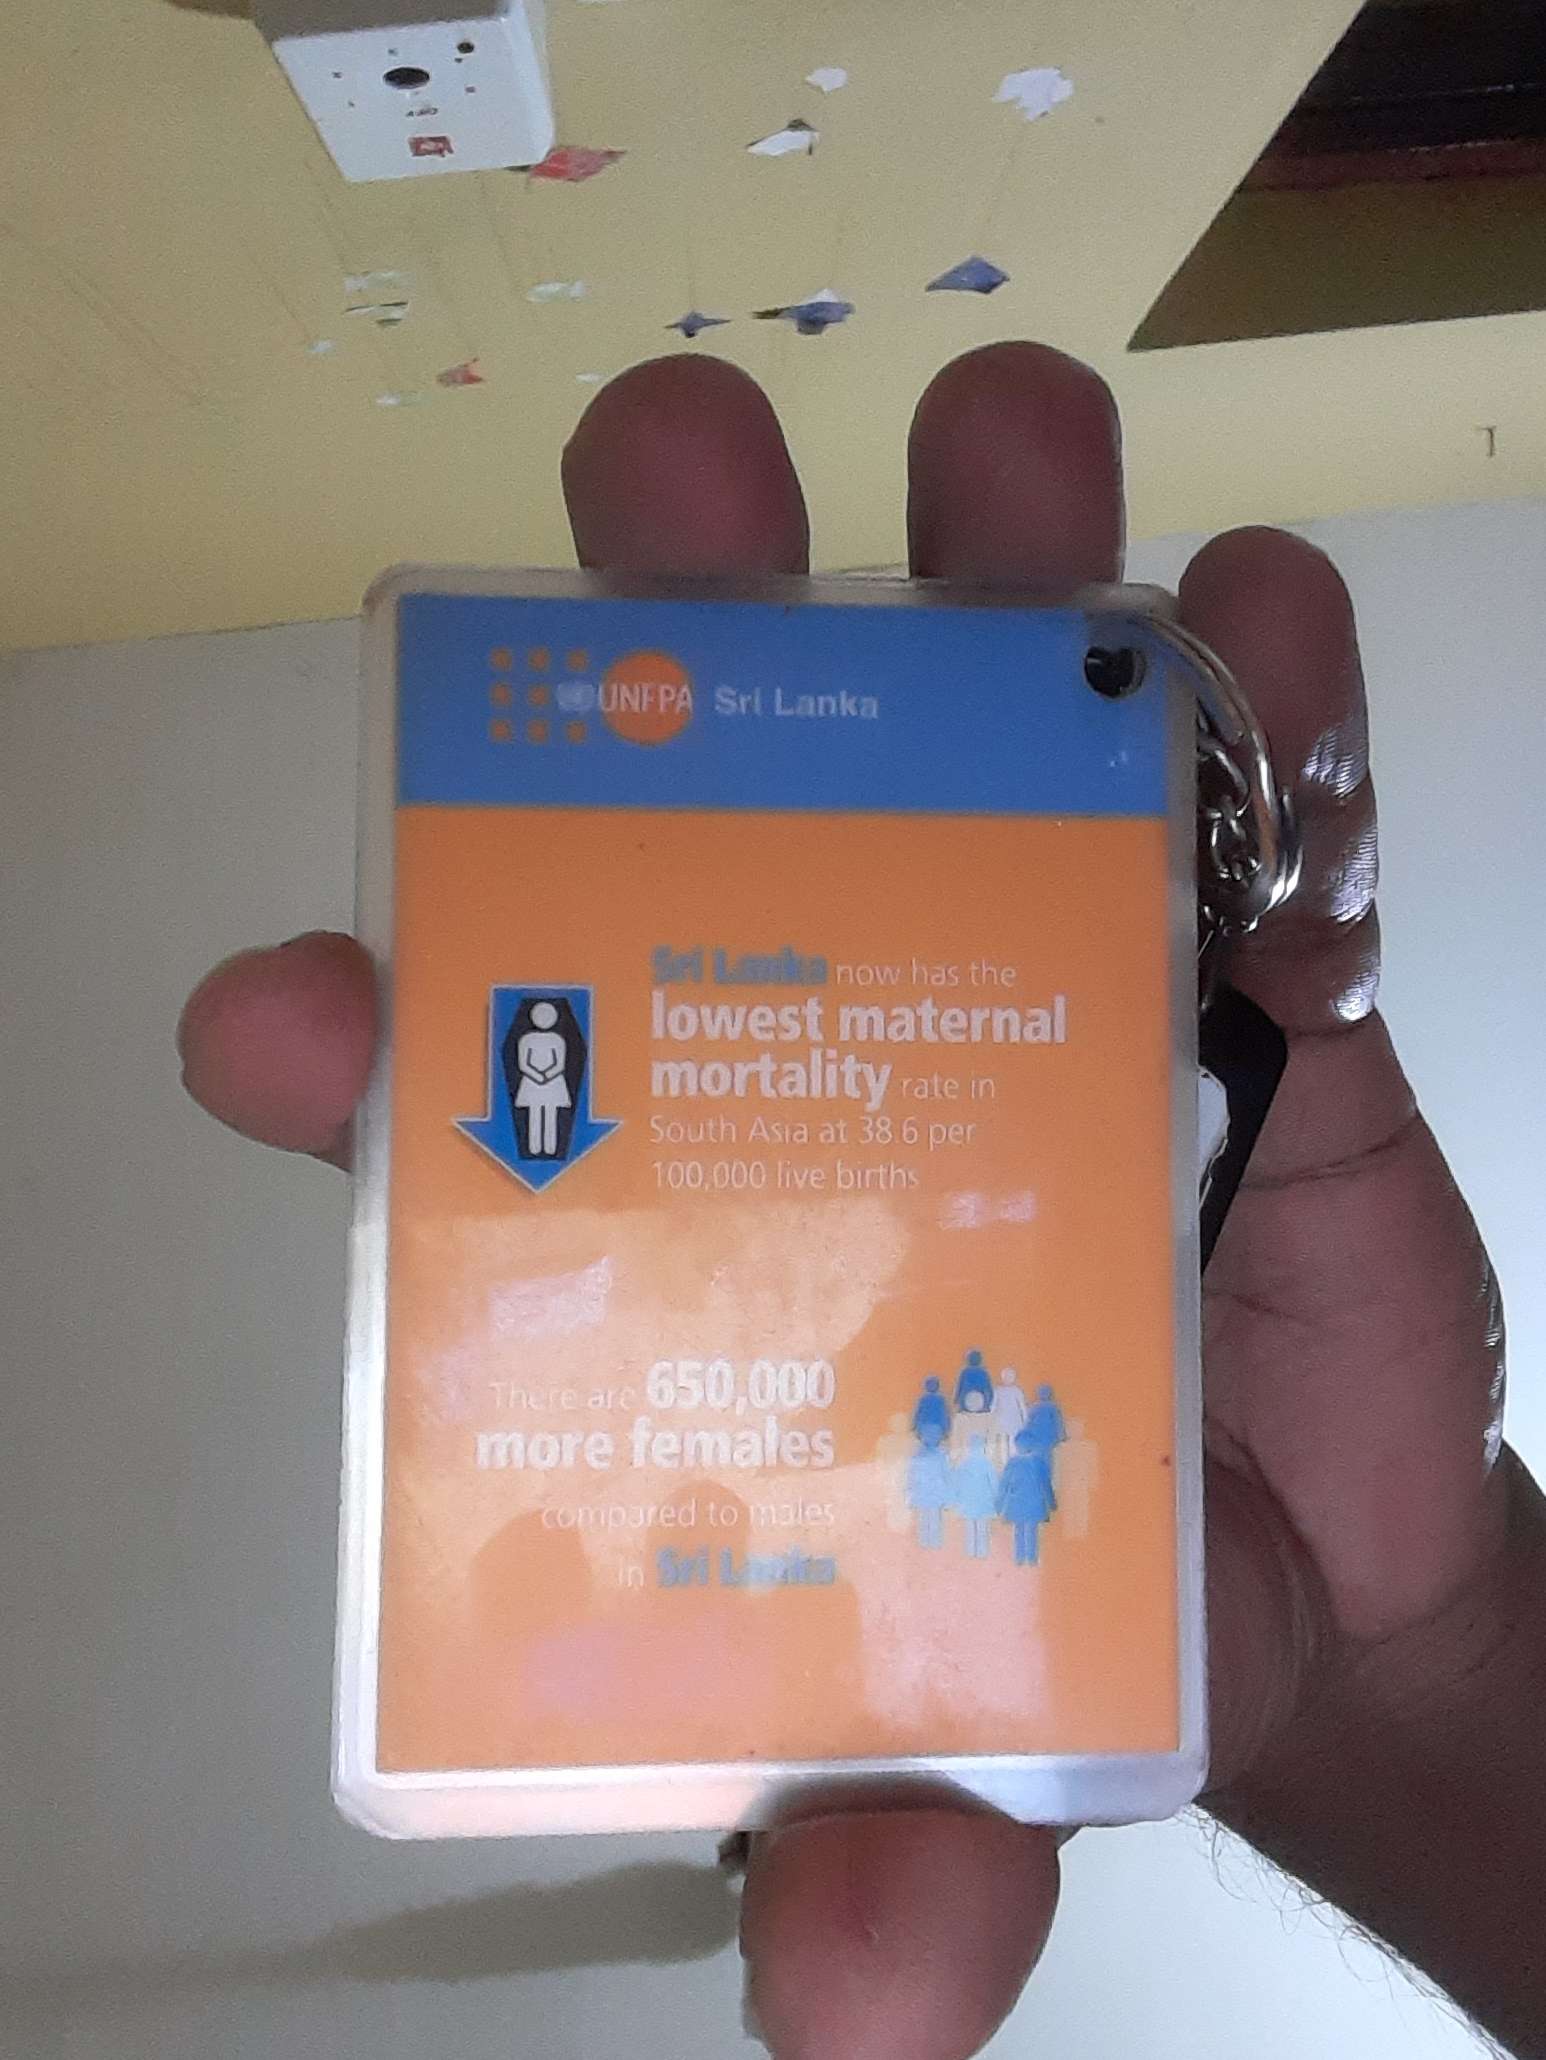 UNFPA Sri Lanka
Sri Lanka now has the
lowest maternal
mortality rate in
South Asia at 38.6 per
100,000 live births
There are 650,000
more females
compared to males
in Sri Lanka